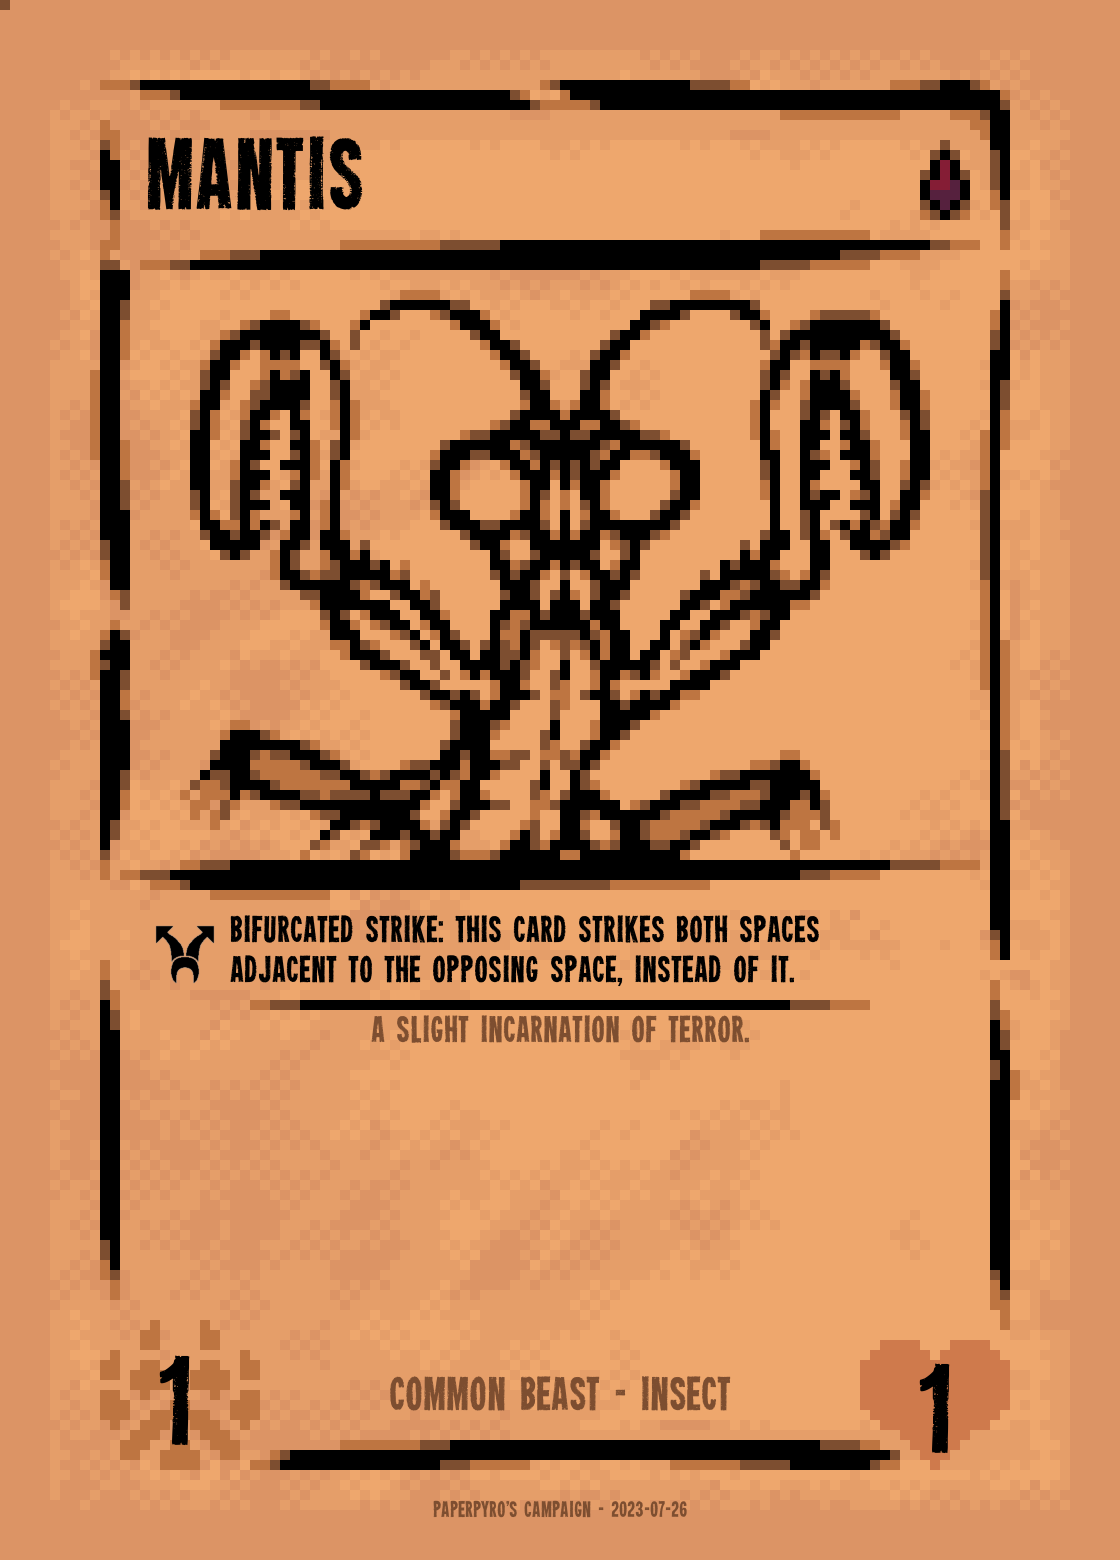 MANTIS
BIFURCATED STRIKE: THIS CARD STRIKES BOTH SPACES
ADJACENT TO THE OPPOSING SPACE, INSTEAD OF IT.
A SLIGHT INCARNATION OF TERROR.
1
COMMON BEAST - INSECT
1
PAPERPYRO'S CAMPAIGN - 2023-07-26